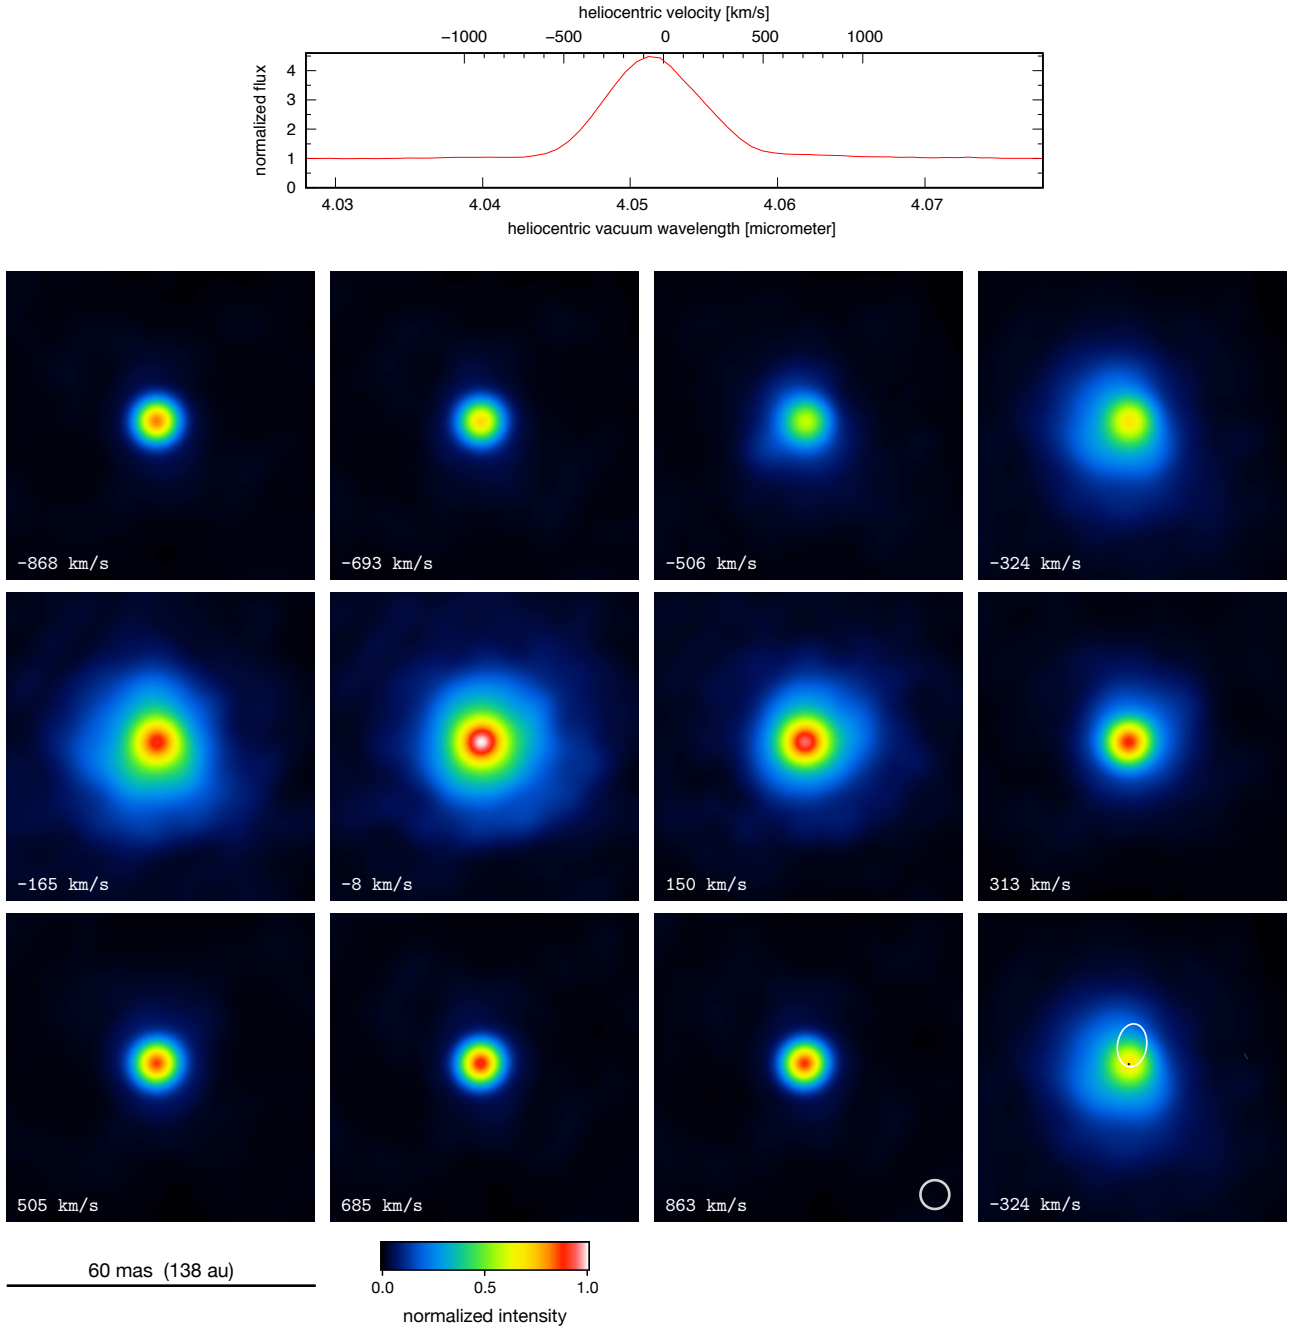 heliocentric velocity [km/s]
−1000 −500 0 500 1000
normalized flux
4
3
2
1
0
4.03 4.04 4.05 4.06 4.07
heliocentric vacuum wavelength [micrometer]
-868 km/s
-693 km/s
-506 km/s
-324 km/s
-165 km/s
-8 km/s
150 km/s
313 km/s
505 km/s
685 km/s
863 km/s
-324 km/s
60 mas (138 au)
0.0 0.5 1.0
normalized intensity